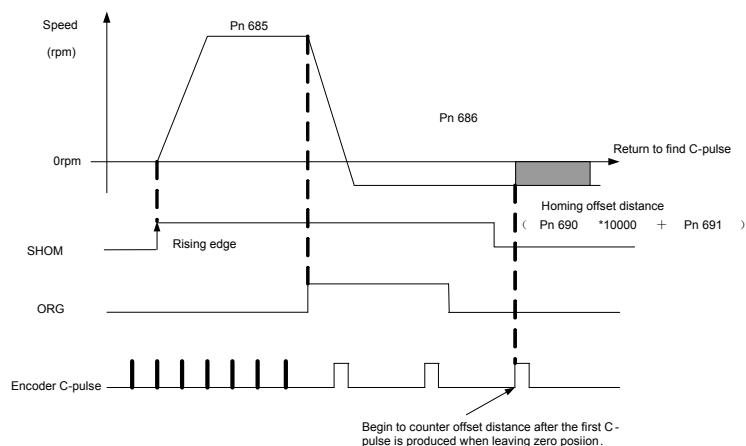 Speed
(rpm)
Pn 685
Pn 686
0rpm
Return to find C-pulse
Homing offset distance
( Pn 690 *10000 + Pn 691 )
SHOM
Rising edge
ORG
Encoder C-pulse
Begin to counter offset distance after the first C-
pulse is produced when leaving zero posiion.